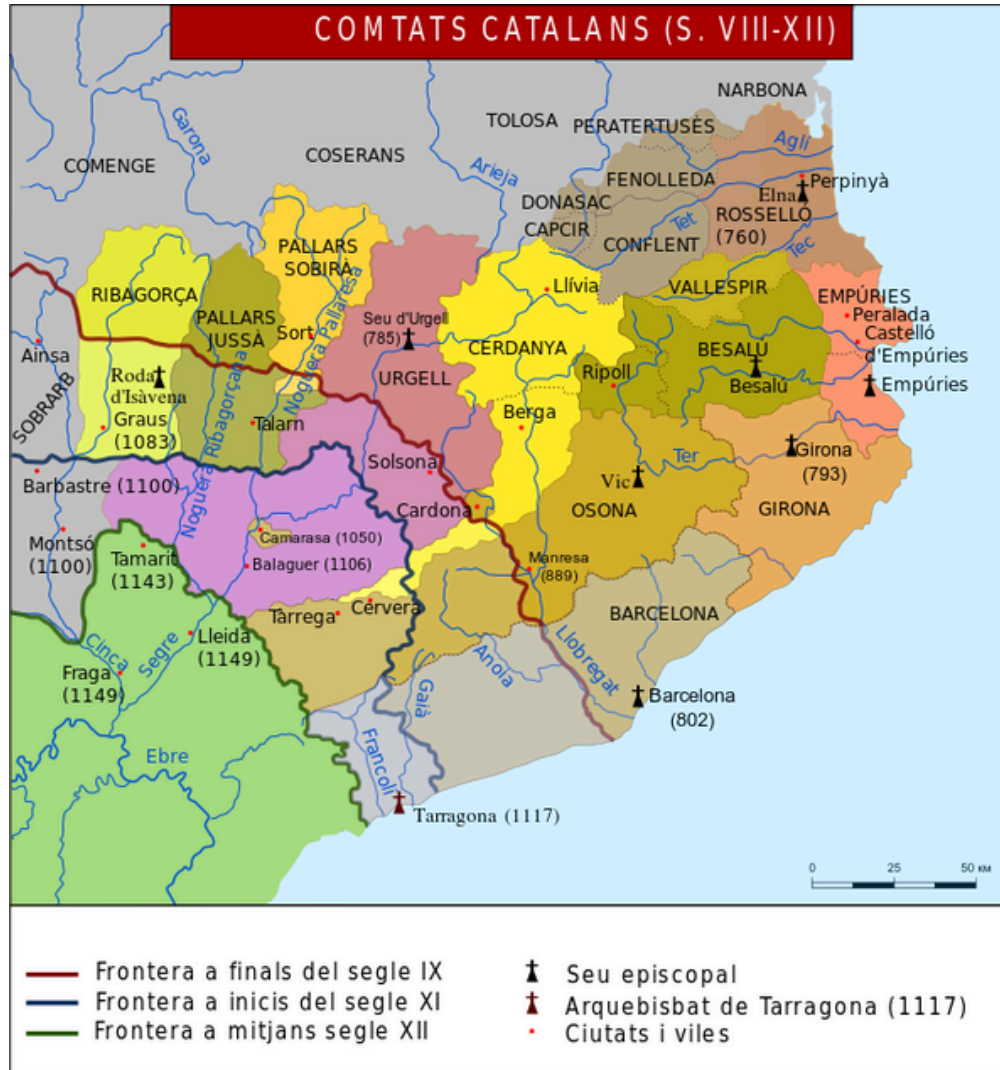 COMTATS CATALANS (S. VIII-XII)
NARBONA
TOLOSA
PERATERTUSÈS
Garona
Aglí
COMENGE
COSERANS
Arieja
FENOLLEDA
Perpinyà
Elna
DONASAC
ROSSELLÓ
(760)
Tet
CAPCIR
CONFLENT
Tec
PALLARS
SOBIRÀ
RIBAGORÇA
Llívia
VALLESPIR
EMPÚRIES
Peralada
PALLARS
JUSSÀ
Sort
Noguera Pallaresa
Seu d'Urgell
(785)
Castelló
d'Empúries
Ainsa
CERDANYA
BESALÚ
Ripoll
Besalú
Empúries
Roda
d'Isàvena
URGELL
SOBRARB
Graus
(1083)
Talarn
Noguera Ribagorçana
Berga
Solsona
Ter
Girona
(793)
Barbastre (1100)
Vic
Cardona
OSONA
GIRONA
Montsó
(1100)
Camarasa (1050)
Tamarit
(1143)
Balaguer (1106)
Manresa
(889)
Tarrega
Cervera
BARCELONA
Cinca
Segre
Lleida
(1149)
Llobregat
Anoia
Fraga
(1149)
Gaià
Barcelona
(802)
Ebre
Francolí
Tarragona (1117)
0 25 50 KM
Frontera a finals del segle IX
Frontera a inicis del segle XI
Frontera a mitjans segle XII
Seu episcopal
Arquebisbat de Tarragona (1117)
Ciutats i viles